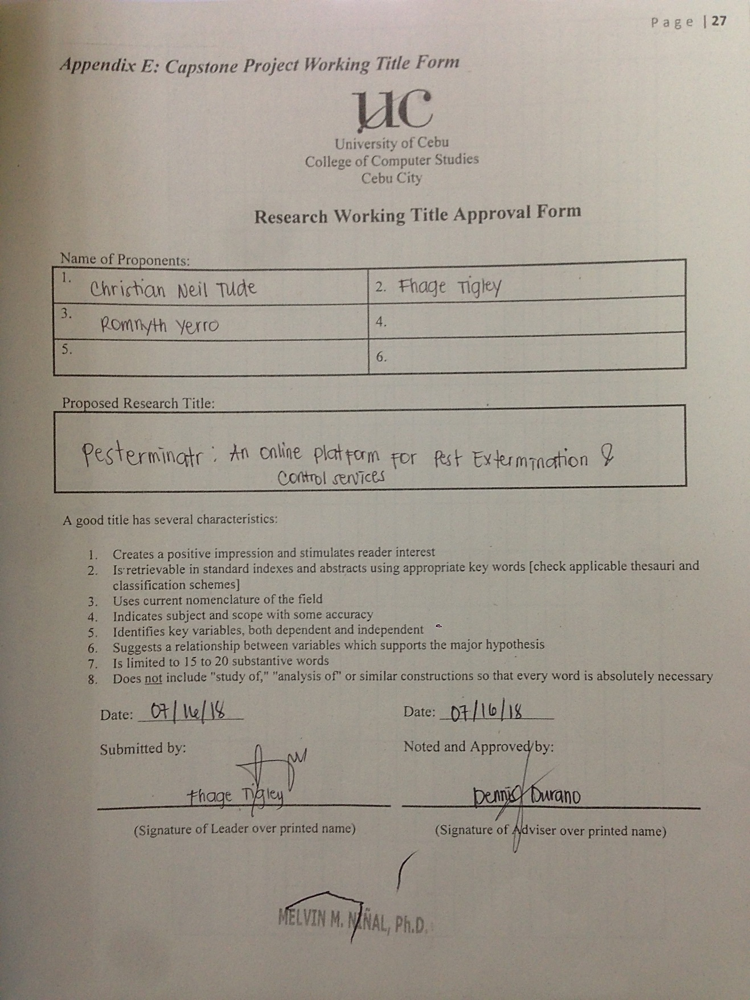 Page | 27
Appendix E: Capstone Project Working Title Form
UC
University of Cebu
College of Computer Studies
Cebu City
Research Working Title Approval Form
Name of Proponents:
1. Christian Neil Tude
2. Fhage Tigley
3. Romnyth Yerro
4.
5.
6.
Proposed Research Title:
Pesterminatr: An online platform for Pest Extermination &
control services
A good title has several characteristics:
1. Creates a positive impression and stimulates reader interest
2. Is retrievable in standard indexes and abstracts using appropriate key words [check applicable thesauri and
classification schemes]
3. Uses current nomenclature of the field
4. Indicates subject and scope with some accuracy
5. Identifies key variables, both dependent and independent
6. Suggests a relationship between variables which supports the major hypothesis
7. Is limited to 15 to 20 substantive words
8. Does not include "study of," "analysis of" or similar constructions so that every word is absolutely necessary
Date: 07/16/18
Date: 07/16/18
Submitted by:
Noted and Approved by:
Fhage Tigley
Dennis Durano
(Signature of Leader over printed name)
(Signature of Adviser over printed name)
MELVIN M. NIÑAL, Ph.D.